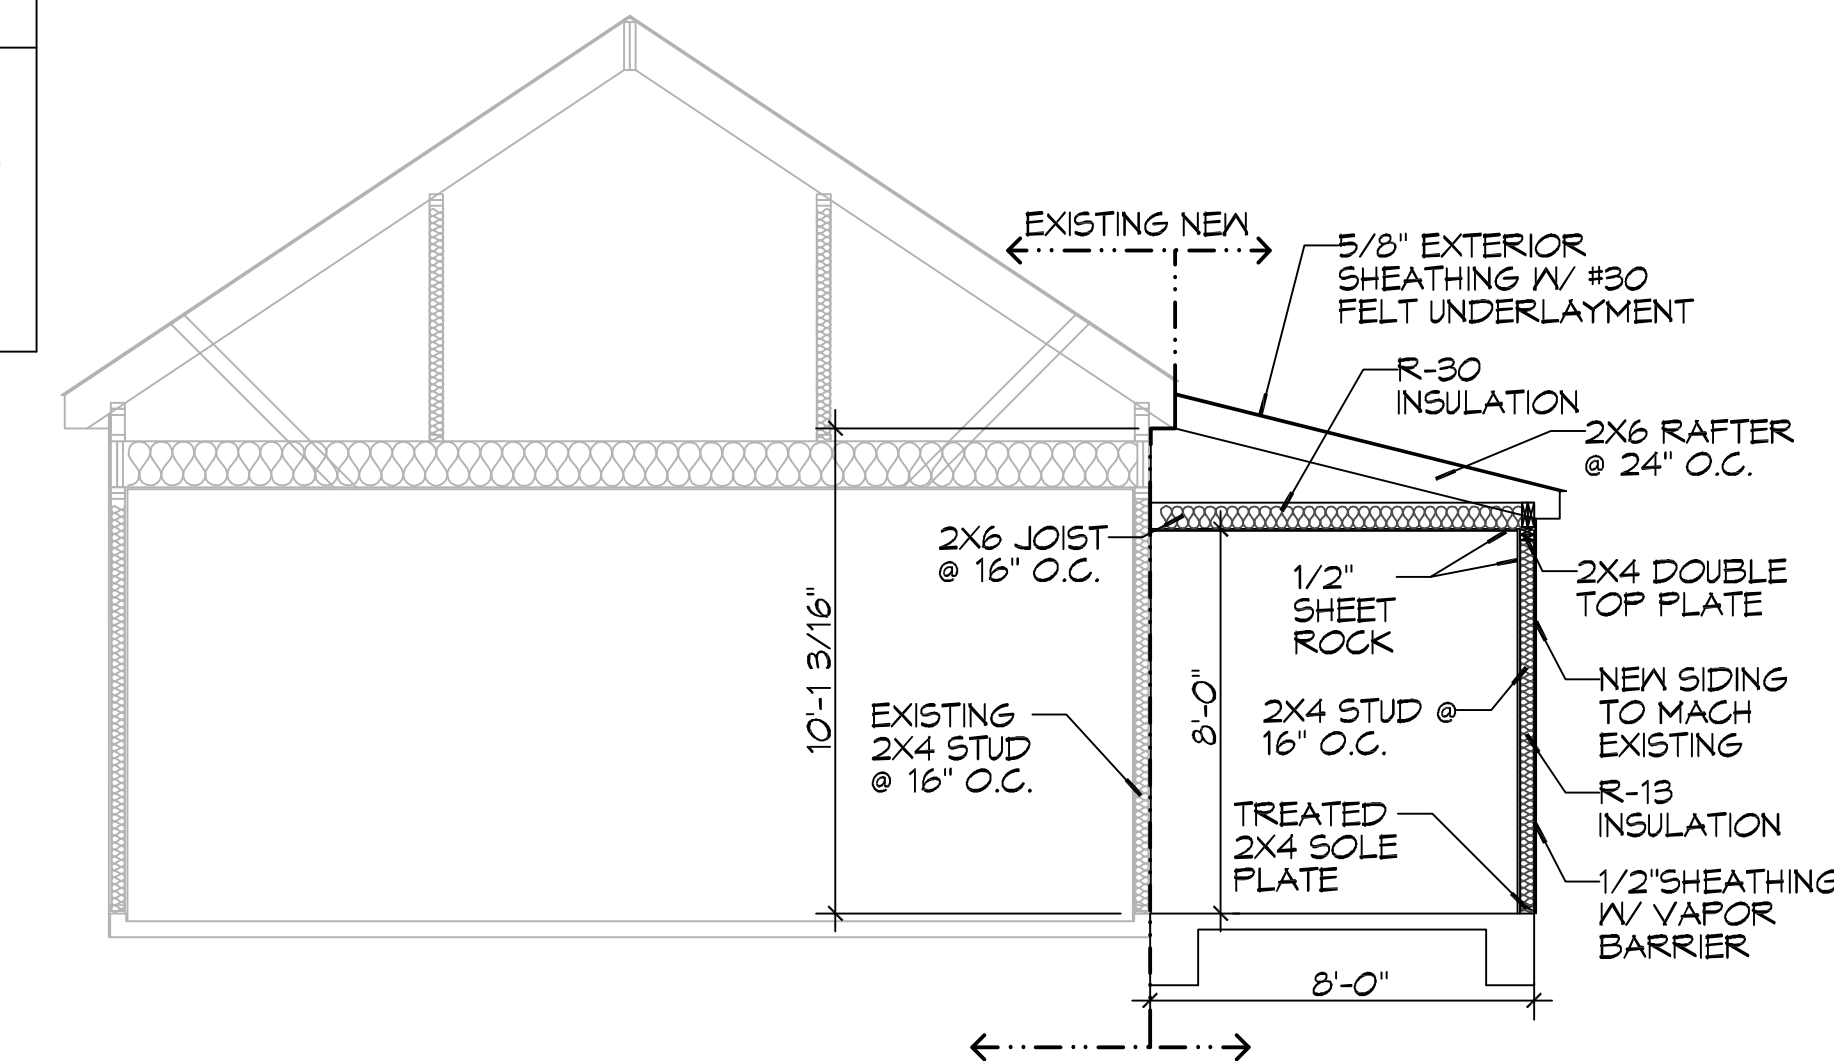 EXISTING NEW
5/8" EXTERIOR
SHEATHING W/ #30
FELT UNDERLAYMENT
R-30
INSULATION
2X6 RAFTER
@ 24" O.C.
2X6 JOIST
@ 16" O.C.
1/2"
SHEET
ROCK
2X4 DOUBLE
TOP PLATE
10'-1 3/16"
8'-0"
EXISTING
2X4 STUD
@ 16" O.C.
2X4 STUD @
16" O.C.
NEW SIDING
TO MACH
EXISTING
R-13
INSULATION
TREATED
2X4 SOLE
PLATE
1/2"SHEATHING
W/ VAPOR
BARRIER
8'-0"